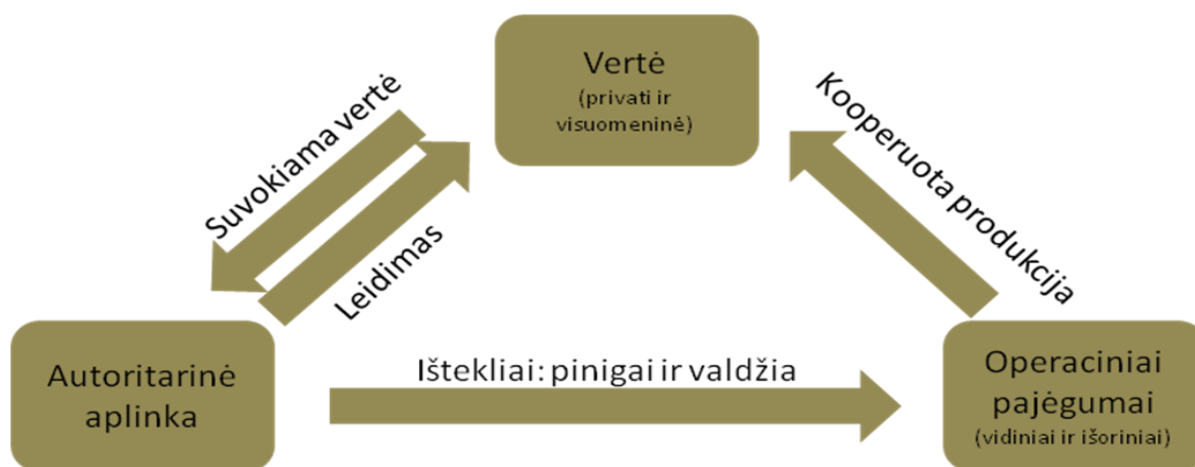 Vertė
(privati ir
visuomeninė)
Suvokiama vertė
Leidimas
Kooperuota produkcija
Autoritarinė
aplinka
Ištekliai: pinigai ir valdžia
Operaciniai
pajėgumai
(vidiniai ir išoriniai)